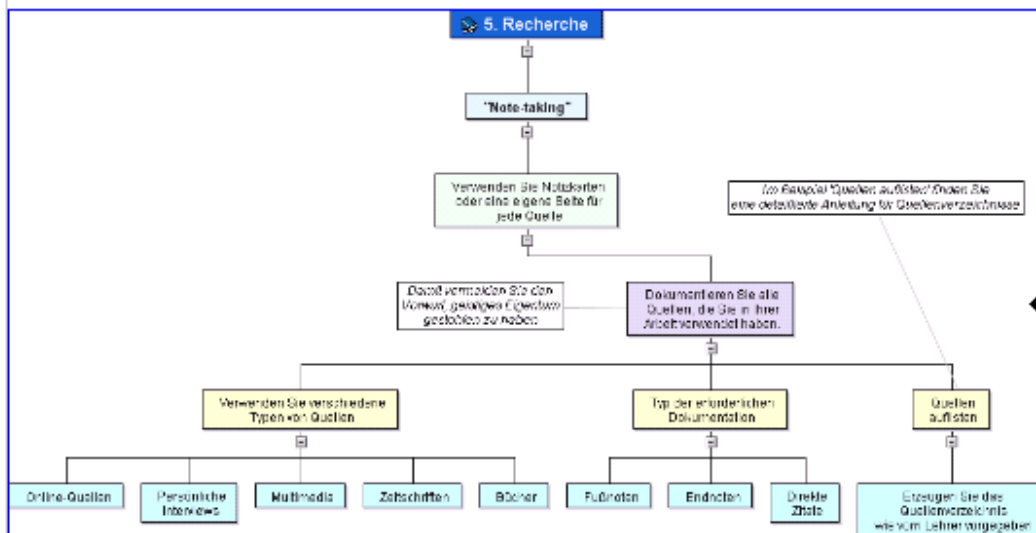 5. Recherche
"Note-taking"
Verwenden Sie Notizkarten
oder eine eigene Seite für
jede Quelle
Im Beispiel 'Quellen auflisten' finden Sie
eine detaillierte Anleitung für Quellenverzeichnisse
Damit vermeiden Sie den
Vorwurf, geistiges Eigentum
gestohlen zu haben
Dokumentieren Sie alle
Quellen, die Sie in Ihrer
Arbeit verwendet haben.
Verwenden Sie verschiedene
Typen von Quellen
Typ der erforderlichen
Dokumentation
Quellen
auflisten
Online-Quellen
Persönliche
Interviews
Multimedia
Zeitschriften
Bücher
Fußnoten
Endnoten
Direkte
Zitate
Erzeugen Sie das
Quellenverzeichnis
wie vom Lehrer vorgegeben